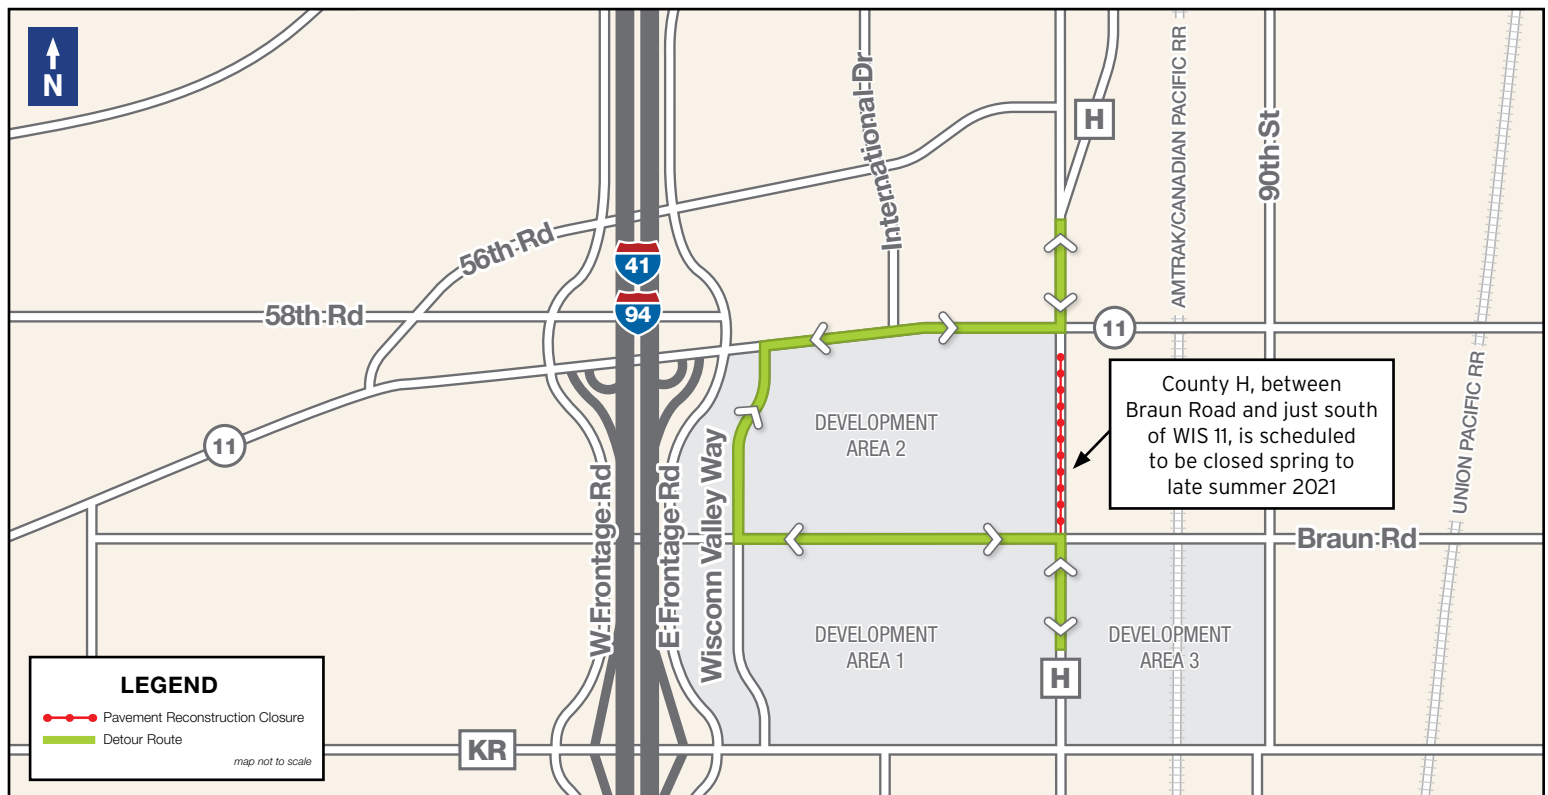 N
International Dr
AMTRAK/CANADIAN PACIFIC RR
H
90th St
56th Rd
41
94
58th Rd
11
County H, between
Braun Road and just south
of WIS 11, is scheduled
to be closed spring to
late summer 2021
UNION PACIFIC RR
DEVELOPMENT
AREA 2
11
W Frontage Rd
E Frontage Rd
Wisconn Valley Way
Braun Rd
DEVELOPMENT
AREA 1
DEVELOPMENT
AREA 3
H
LEGEND
Pavement Reconstruction Closure
Detour Route
map not to scale
KR